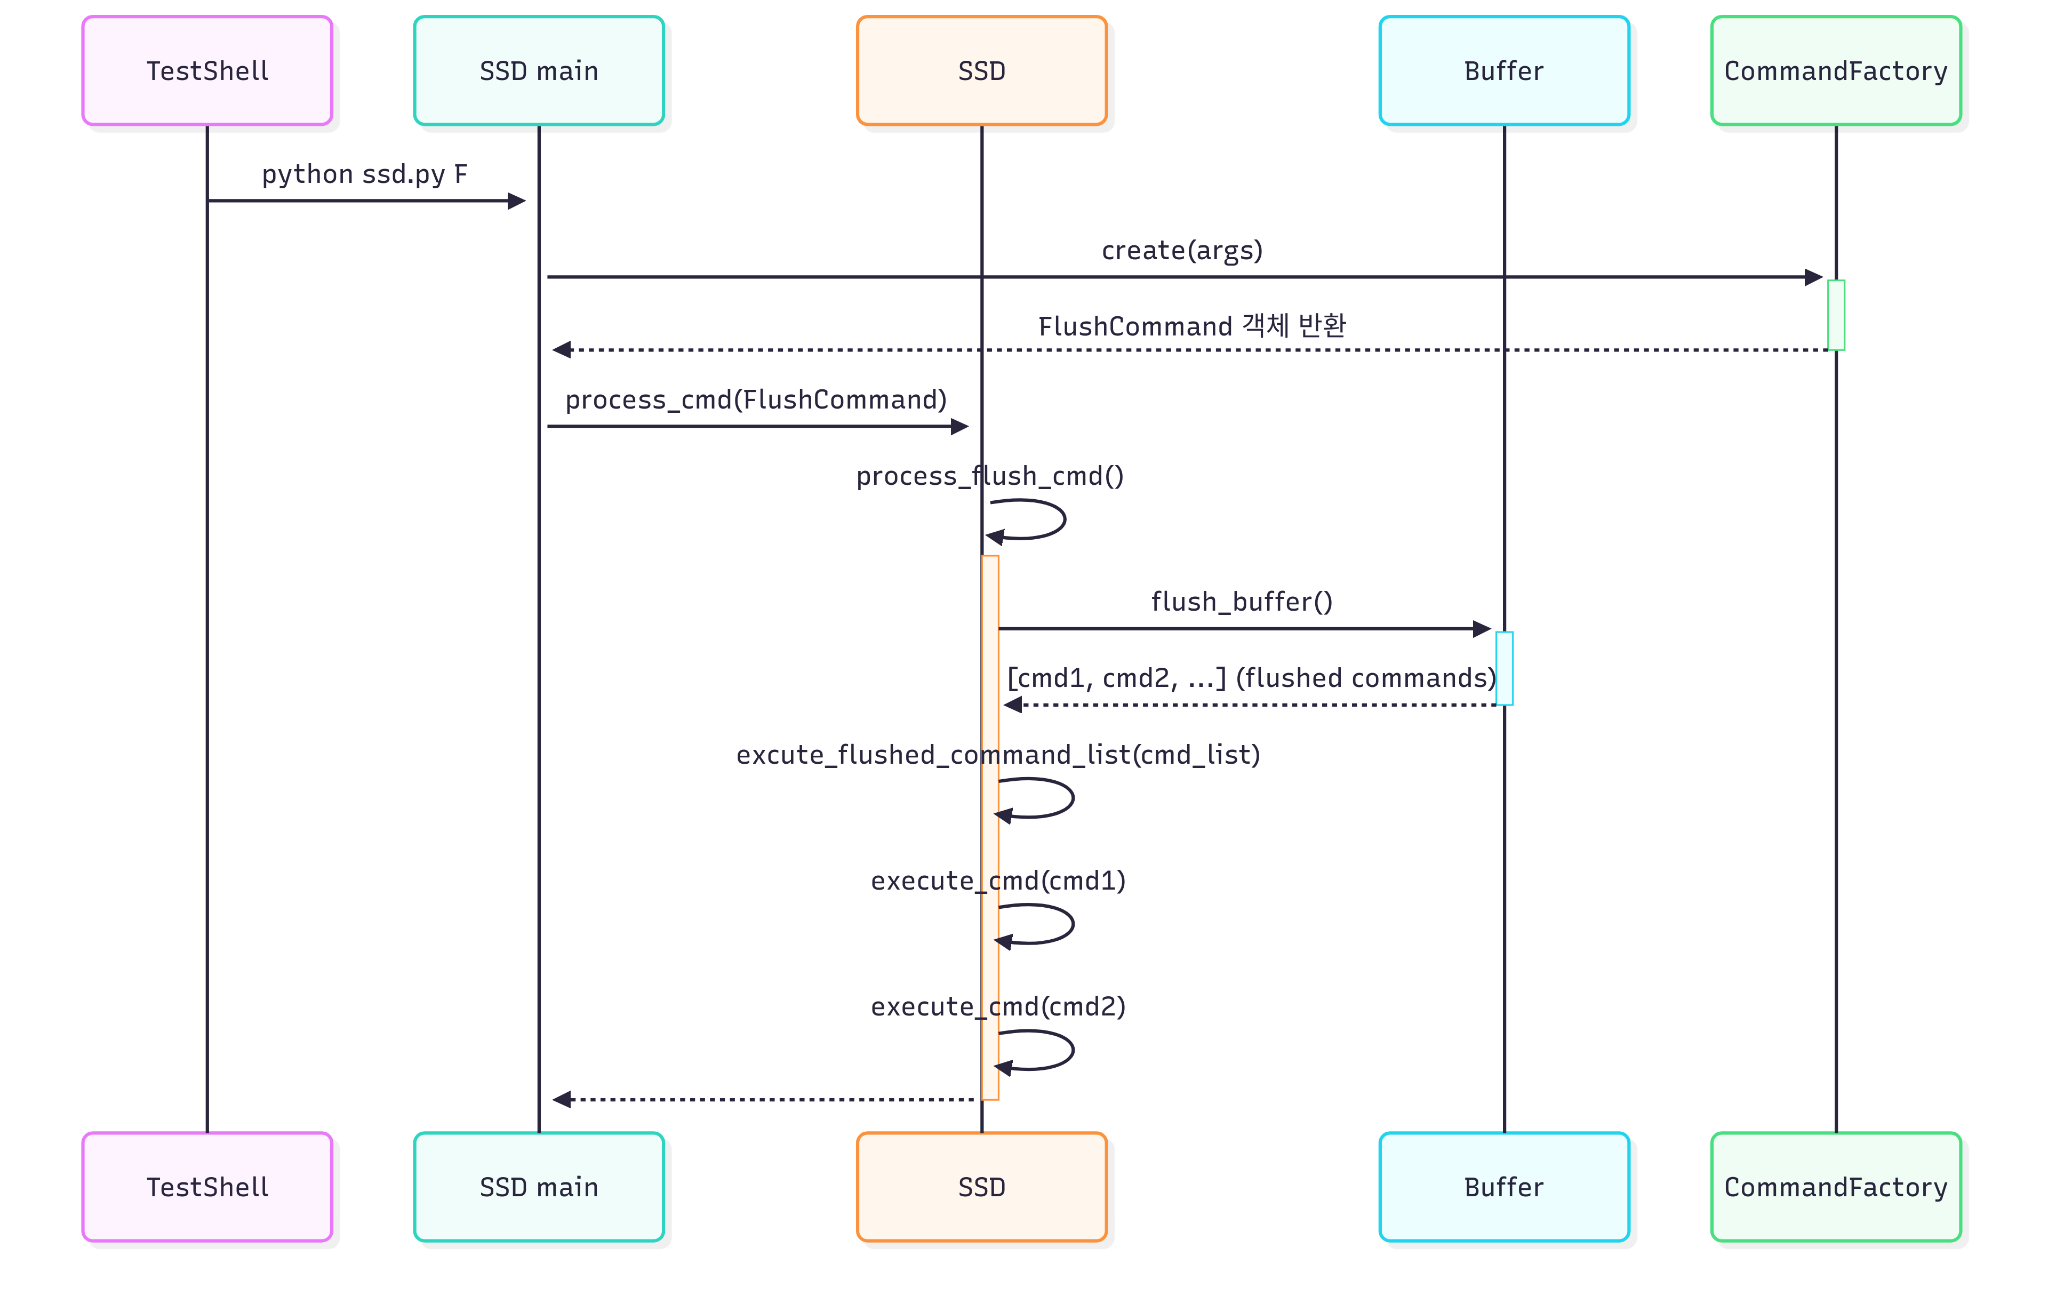 TestShell
SSD main
SSD
Buffer
CommandFactory
python ssd.py F
create(args)
FlushCommand 객체 반환
process_cmd(FlushCommand)
process_flush_cmd()
flush_buffer()
[cmd1, cmd2, ...] (flushed commands)
excute_flushed_command_list(cmd_list)
execute_cmd(cmd1)
execute_cmd(cmd2)
TestShell
SSD main
SSD
Buffer
CommandFactory